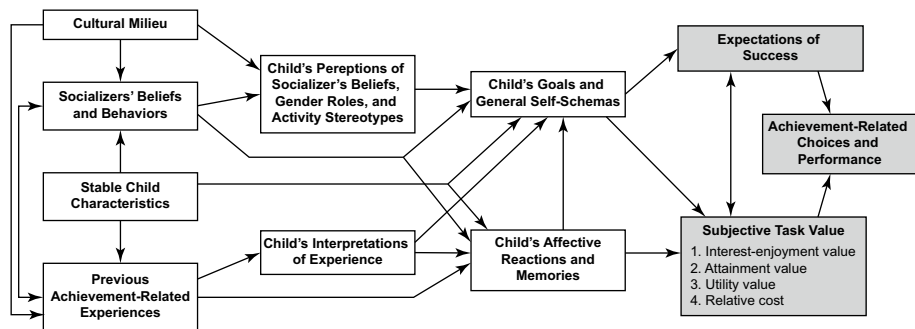 Cultural Milieu
Socializers' Beliefs
and Behaviors
Stable Child
Characteristics
Previous
Achievement-Related
Experiences
Child's Pereptions of
Socializer's Beliefs,
Gender Roles, and
Activity Stereotypes
Child's Interpretations
of Experience
Child's Goals and
General Self-Schemas
Child's Affective
Reactions and
Memories
Expectations of
Success
Achievement-Related
Choices and
Performance
Subjective Task Value
1. Interest-enjoyment value
2. Attainment value
3. Utility value
4. Relative cost